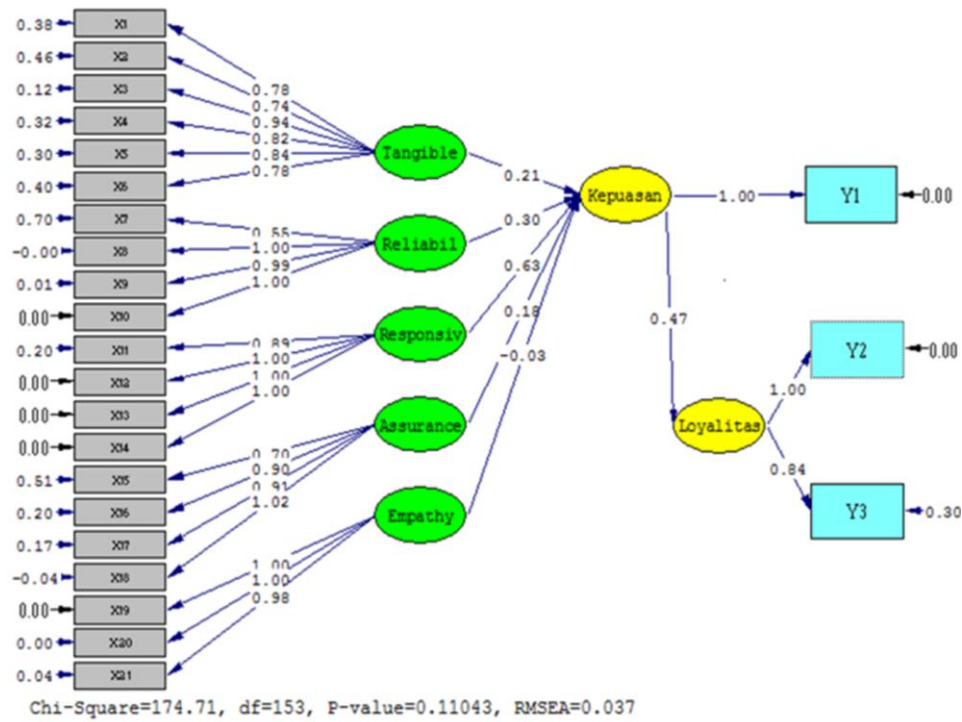 0.38 X1
0.46 X2
0.12 X3
0.32 X4
0.30 X5
0.40 X6
0.70 X7
-0.00 X8
0.01 X9
0.00 X10
0.20 X11
0.00 X12
0.00 X13
0.00 X14
0.51 X15
0.20 X16
0.17 X17
-0.04 X18
0.00 X19
0.00 X20
0.04 X21
0.78
0.74
0.94
0.82
0.84
0.78
0.55
1.00
0.99
1.00
0.89
1.00
1.00
1.00
0.70
0.90
0.91
1.02
1.00
1.00
0.98
Tangible
Reliabil
Responsiv
Assurance
Empathy
0.21
0.30
0.63
0.18
-0.03
Kepuasan
1.00
Y1
0.00
0.47
Loyalitas
1.00
0.84
Y2
0.00
Y3
0.30
Chi-Square=174.71, df=153, P-value=0.11043, RMSEA=0.037